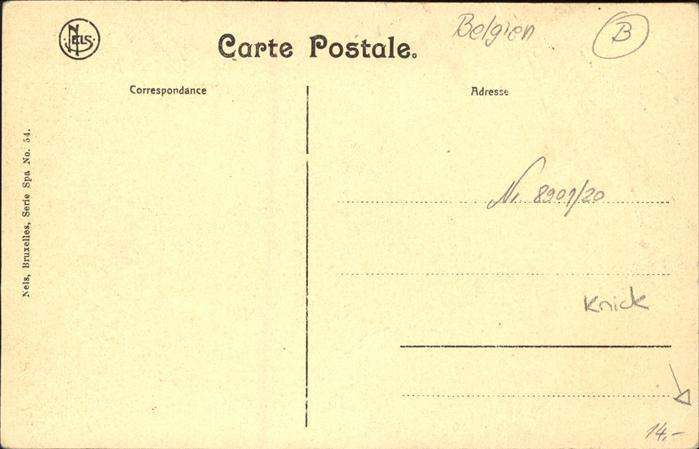 NELS
Carte Postale.
Belgien
B
Correspondance
Adresse
Nels, Bruxelles, Serie Spa No. 54.
Nr. 8901/20
Knick
14,-